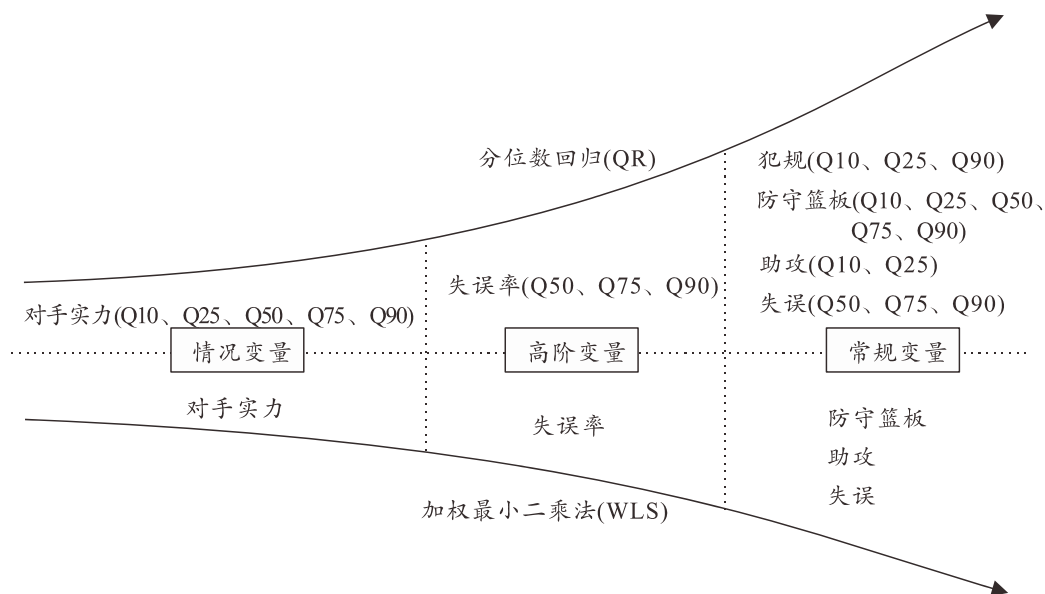 分位数回归(QR)
犯规(Q10、Q25、Q90)
防守篮板(Q10、Q25、Q50、
Q75、Q90)
助攻(Q10、Q25)
失误(Q50、Q75、Q90)
失误率(Q50、Q75、Q90)
对手实力(Q10、Q25、Q50、Q75、Q90)
情况变量
高阶变量
常规变量
对手实力
失误率
防守篮板
助攻
失误
加权最小二乘法(WLS)